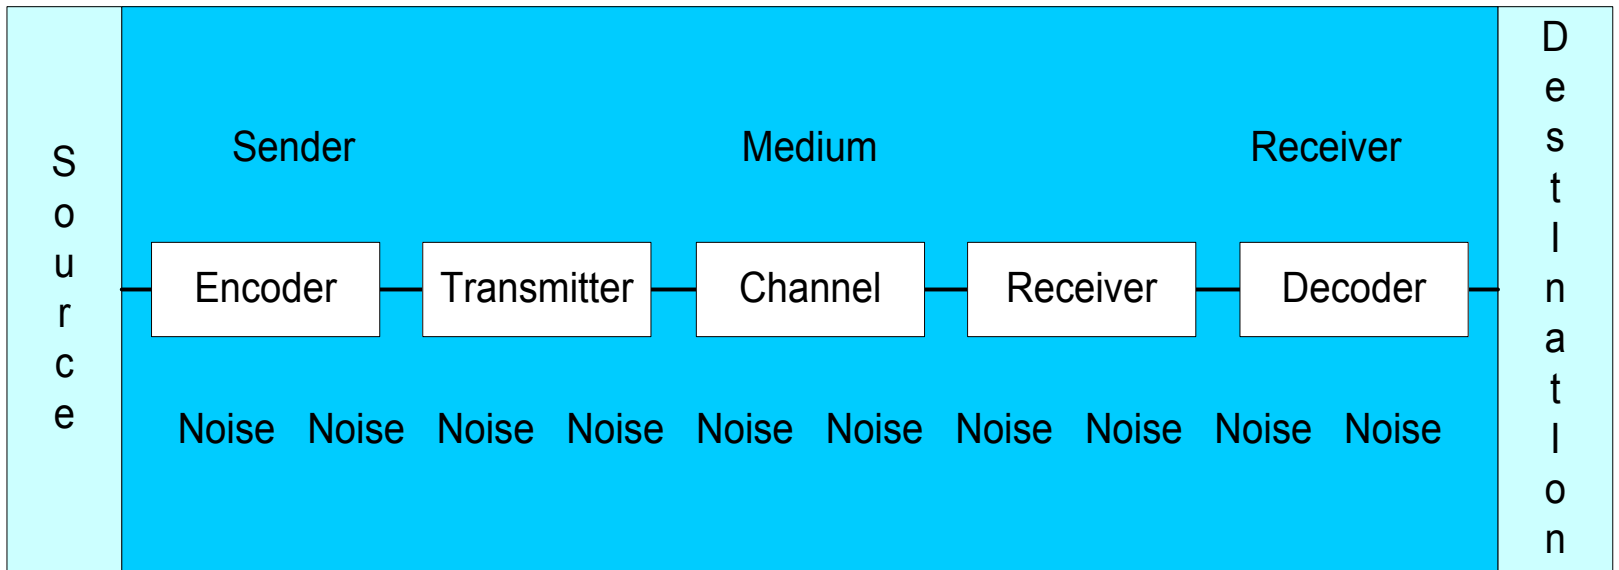 Source
Sender Medium Receiver
Encoder Transmitter Channel Receiver Decoder
Noise Noise Noise Noise Noise Noise Noise Noise Noise Noise
DestInatIon